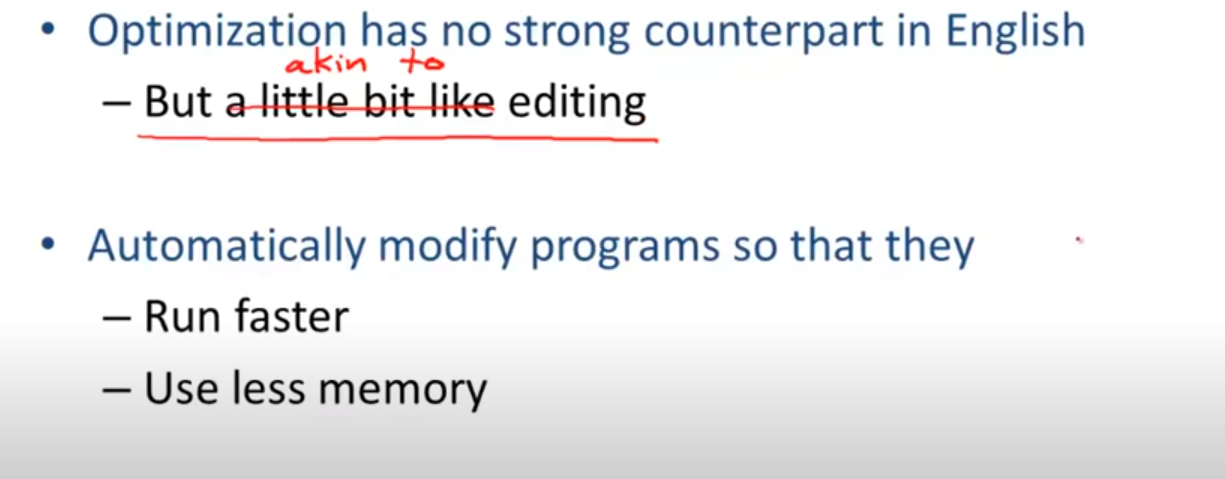 • Optimization has no strong counterpart in English
akin to
– But a little bit like editing
• Automatically modify programs so that they
– Run faster
– Use less memory